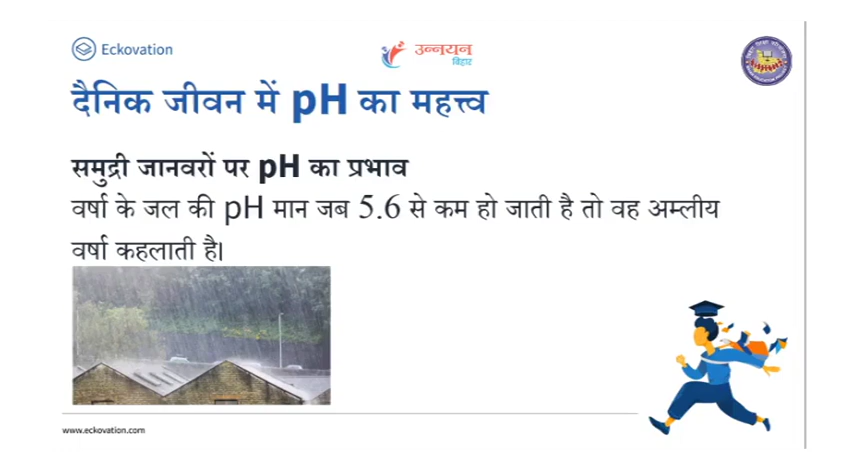 Eckovation
उन्नयन
बिहार
दैनिक जीवन में pH का महत्त्व
समुद्री जानवरों पर pH का प्रभाव
वर्षा के जल की pH मान जब 5.6 से कम हो जाती है तो वह अम्लीय
वर्षा कहलाती है।
www.eckovation.com